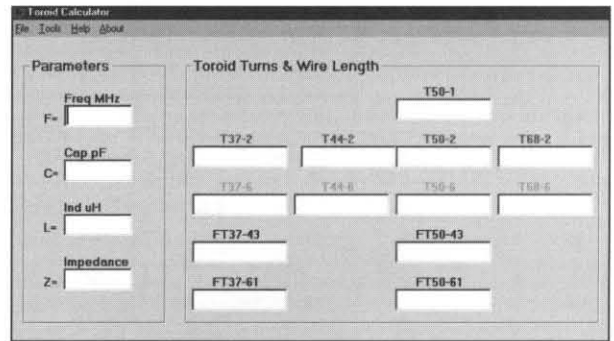 Toroid Calculator
File Tools Help About
Parameters
Toroid Turns & Wire Length
Freq MHz
F=
T50-1
Cap pF
C=
T37-2 T44-2 T50-2 T68-2
T37-6 T44-6 T50-6 T68-6
Ind uH
L=
FT37-43 FT50-43
Impedance
Z=
FT37-61 FT50-61